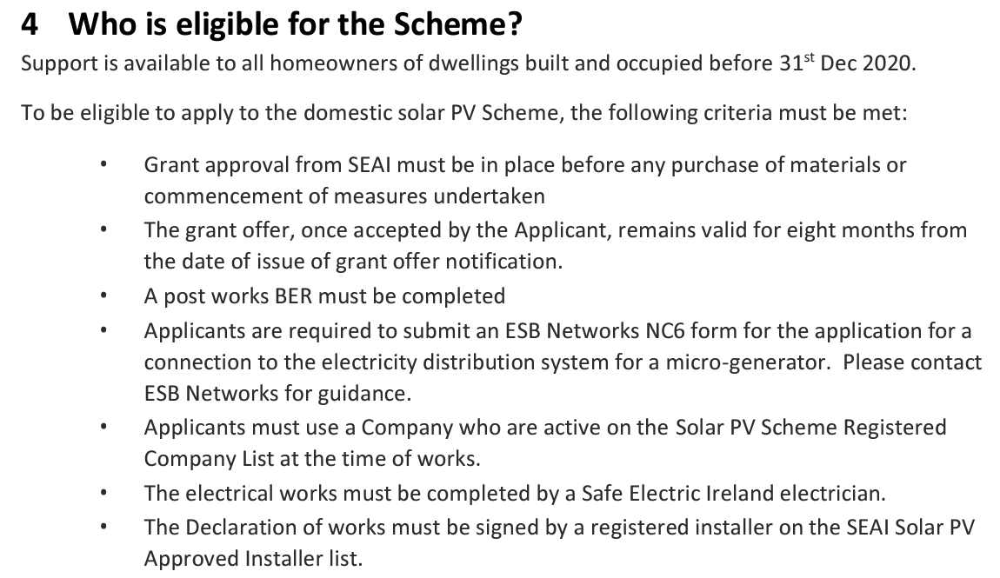 4 Who is eligible for the Scheme?
Support is available to all homeowners of dwellings built and occupied before 31st Dec 2020.
To be eligible to apply to the domestic solar PV Scheme, the following criteria must be met:
• Grant approval from SEAI must be in place before any purchase of materials or
commencement of measures undertaken
• The grant offer, once accepted by the Applicant, remains valid for eight months from
the date of issue of grant offer notification.
• A post works BER must be completed
• Applicants are required to submit an ESB Networks NC6 form for the application for a
connection to the electricity distribution system for a micro-generator.  Please contact
ESB Networks for guidance.
• Applicants must use a Company who are active on the Solar PV Scheme Registered
Company List at the time of works.
• The electrical works must be completed by a Safe Electric Ireland electrician.
• The Declaration of works must be signed by a registered installer on the SEAI Solar PV
Approved Installer list.